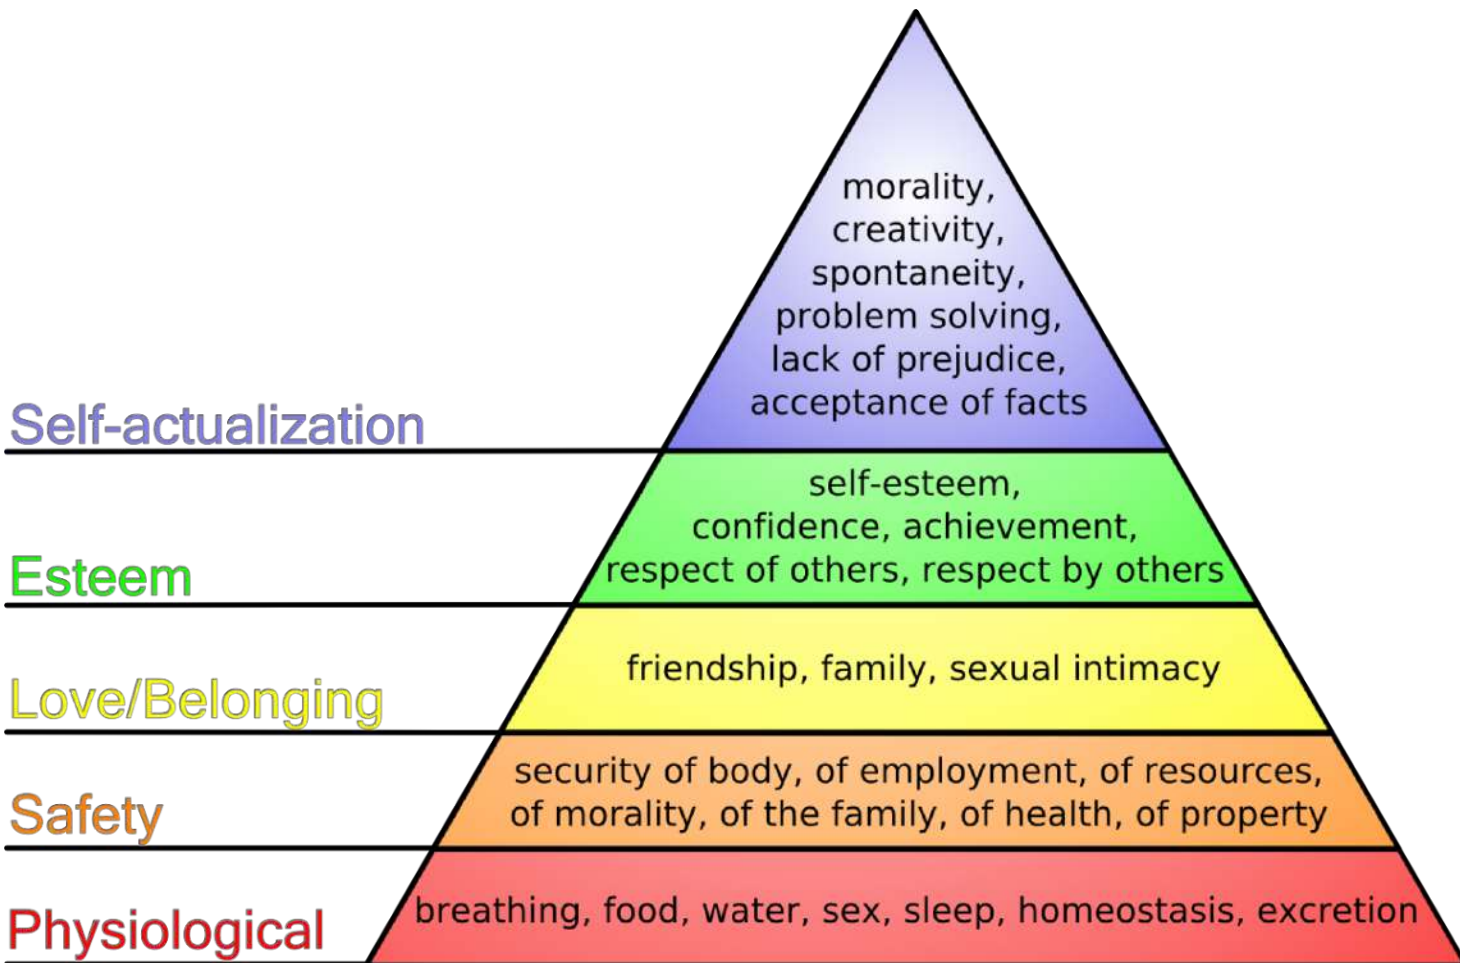 morality,
creativity,
spontaneity,
problem solving,
lack of prejudice,
acceptance of facts
Self-actualization
self-esteem,
confidence, achievement,
respect of others, respect by others
Esteem
friendship, family, sexual intimacy
Love/Belonging
security of body, of employment, of resources,
of morality, of the family, of health, of property
Safety
breathing, food, water, sex, sleep, homeostasis, excretion
Physiological